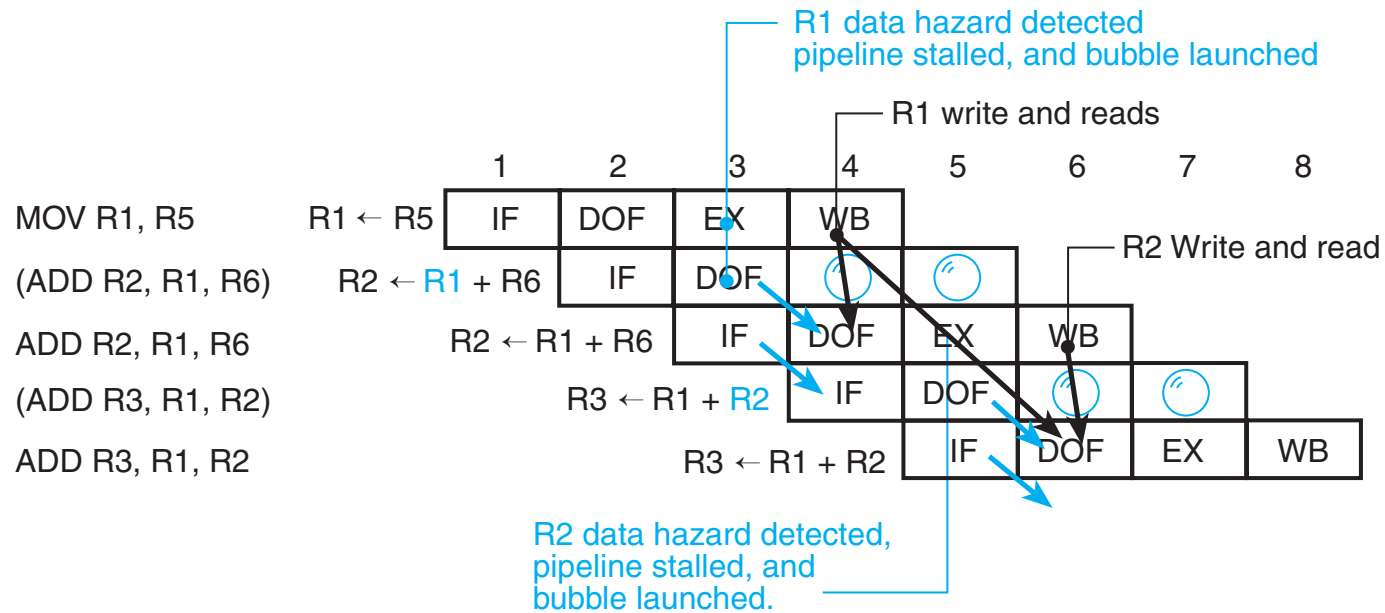 R1 data hazard detected
pipeline stalled, and bubble launched
R1 write and reads
1 2 3 4 5 6 7 8
MOV R1, R5 R1 ← R5 IF DOF EX WB
R2 Write and read
(ADD R2, R1, R6) R2 ← R1 + R6 IF DOF
ADD R2, R1, R6 R2 ← R1 + R6 IF DOF EX WB
(ADD R3, R1, R2) R3 ← R1 + R2 IF DOF
ADD R3, R1, R2 R3 ← R1 + R2 IF DOF EX WB
R2 data hazard detected,
pipeline stalled, and
bubble launched.